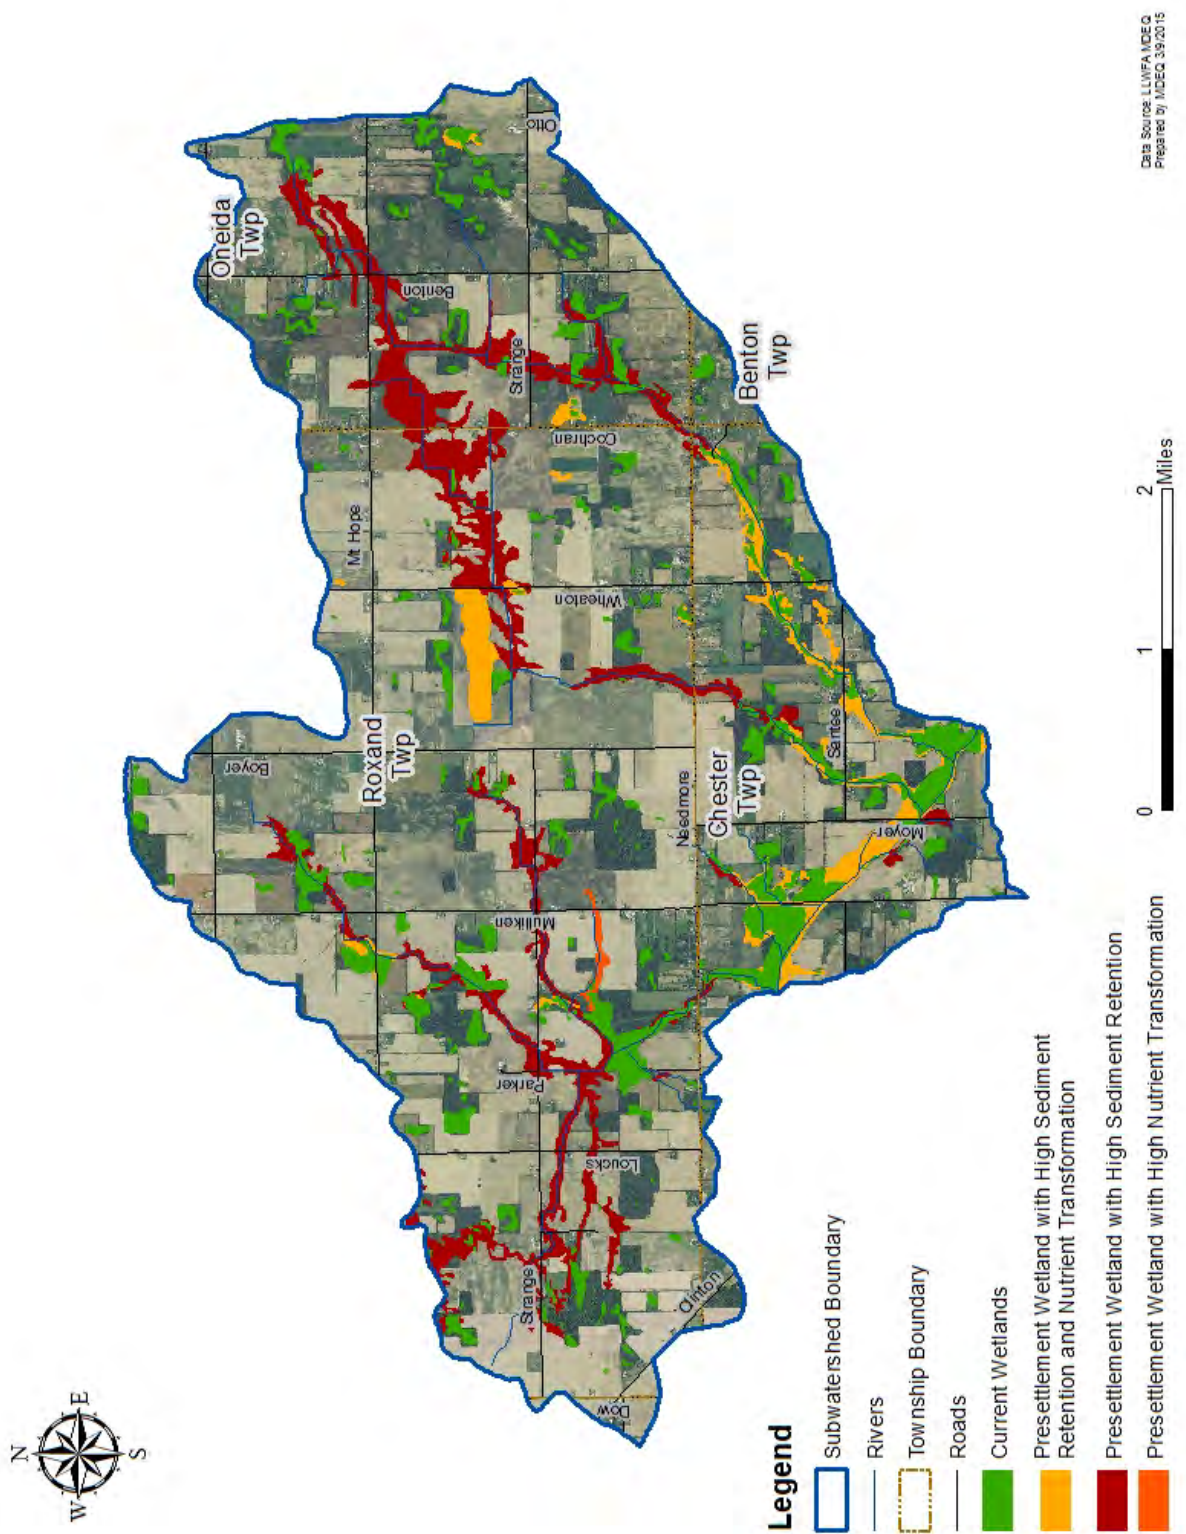 N
W
E
S
Oneida
Twp
Otto
Benton
Strange
Benton
Twp
Cochran
Mt Hope
Wheaton
Roxand
Twp
Boyer
Needmore
Chester
Twp
Santee
Moyer
Mulliken
Parker
Loucks
Strange
Clinton
Dow
0
1
2
Miles
Legend
Subwatershed Boundary
Rivers
Township Boundary
Roads
Current Wetlands
Presettlement Wetland with High Sediment
Retention and Nutrient Transformation
Presettlement Wetland with High Sediment Retention
Presettlement Wetland with High Nutrient Transformation
Data Source: LLWFA MDEQ
Prepared by MDEQ 3/9/2015